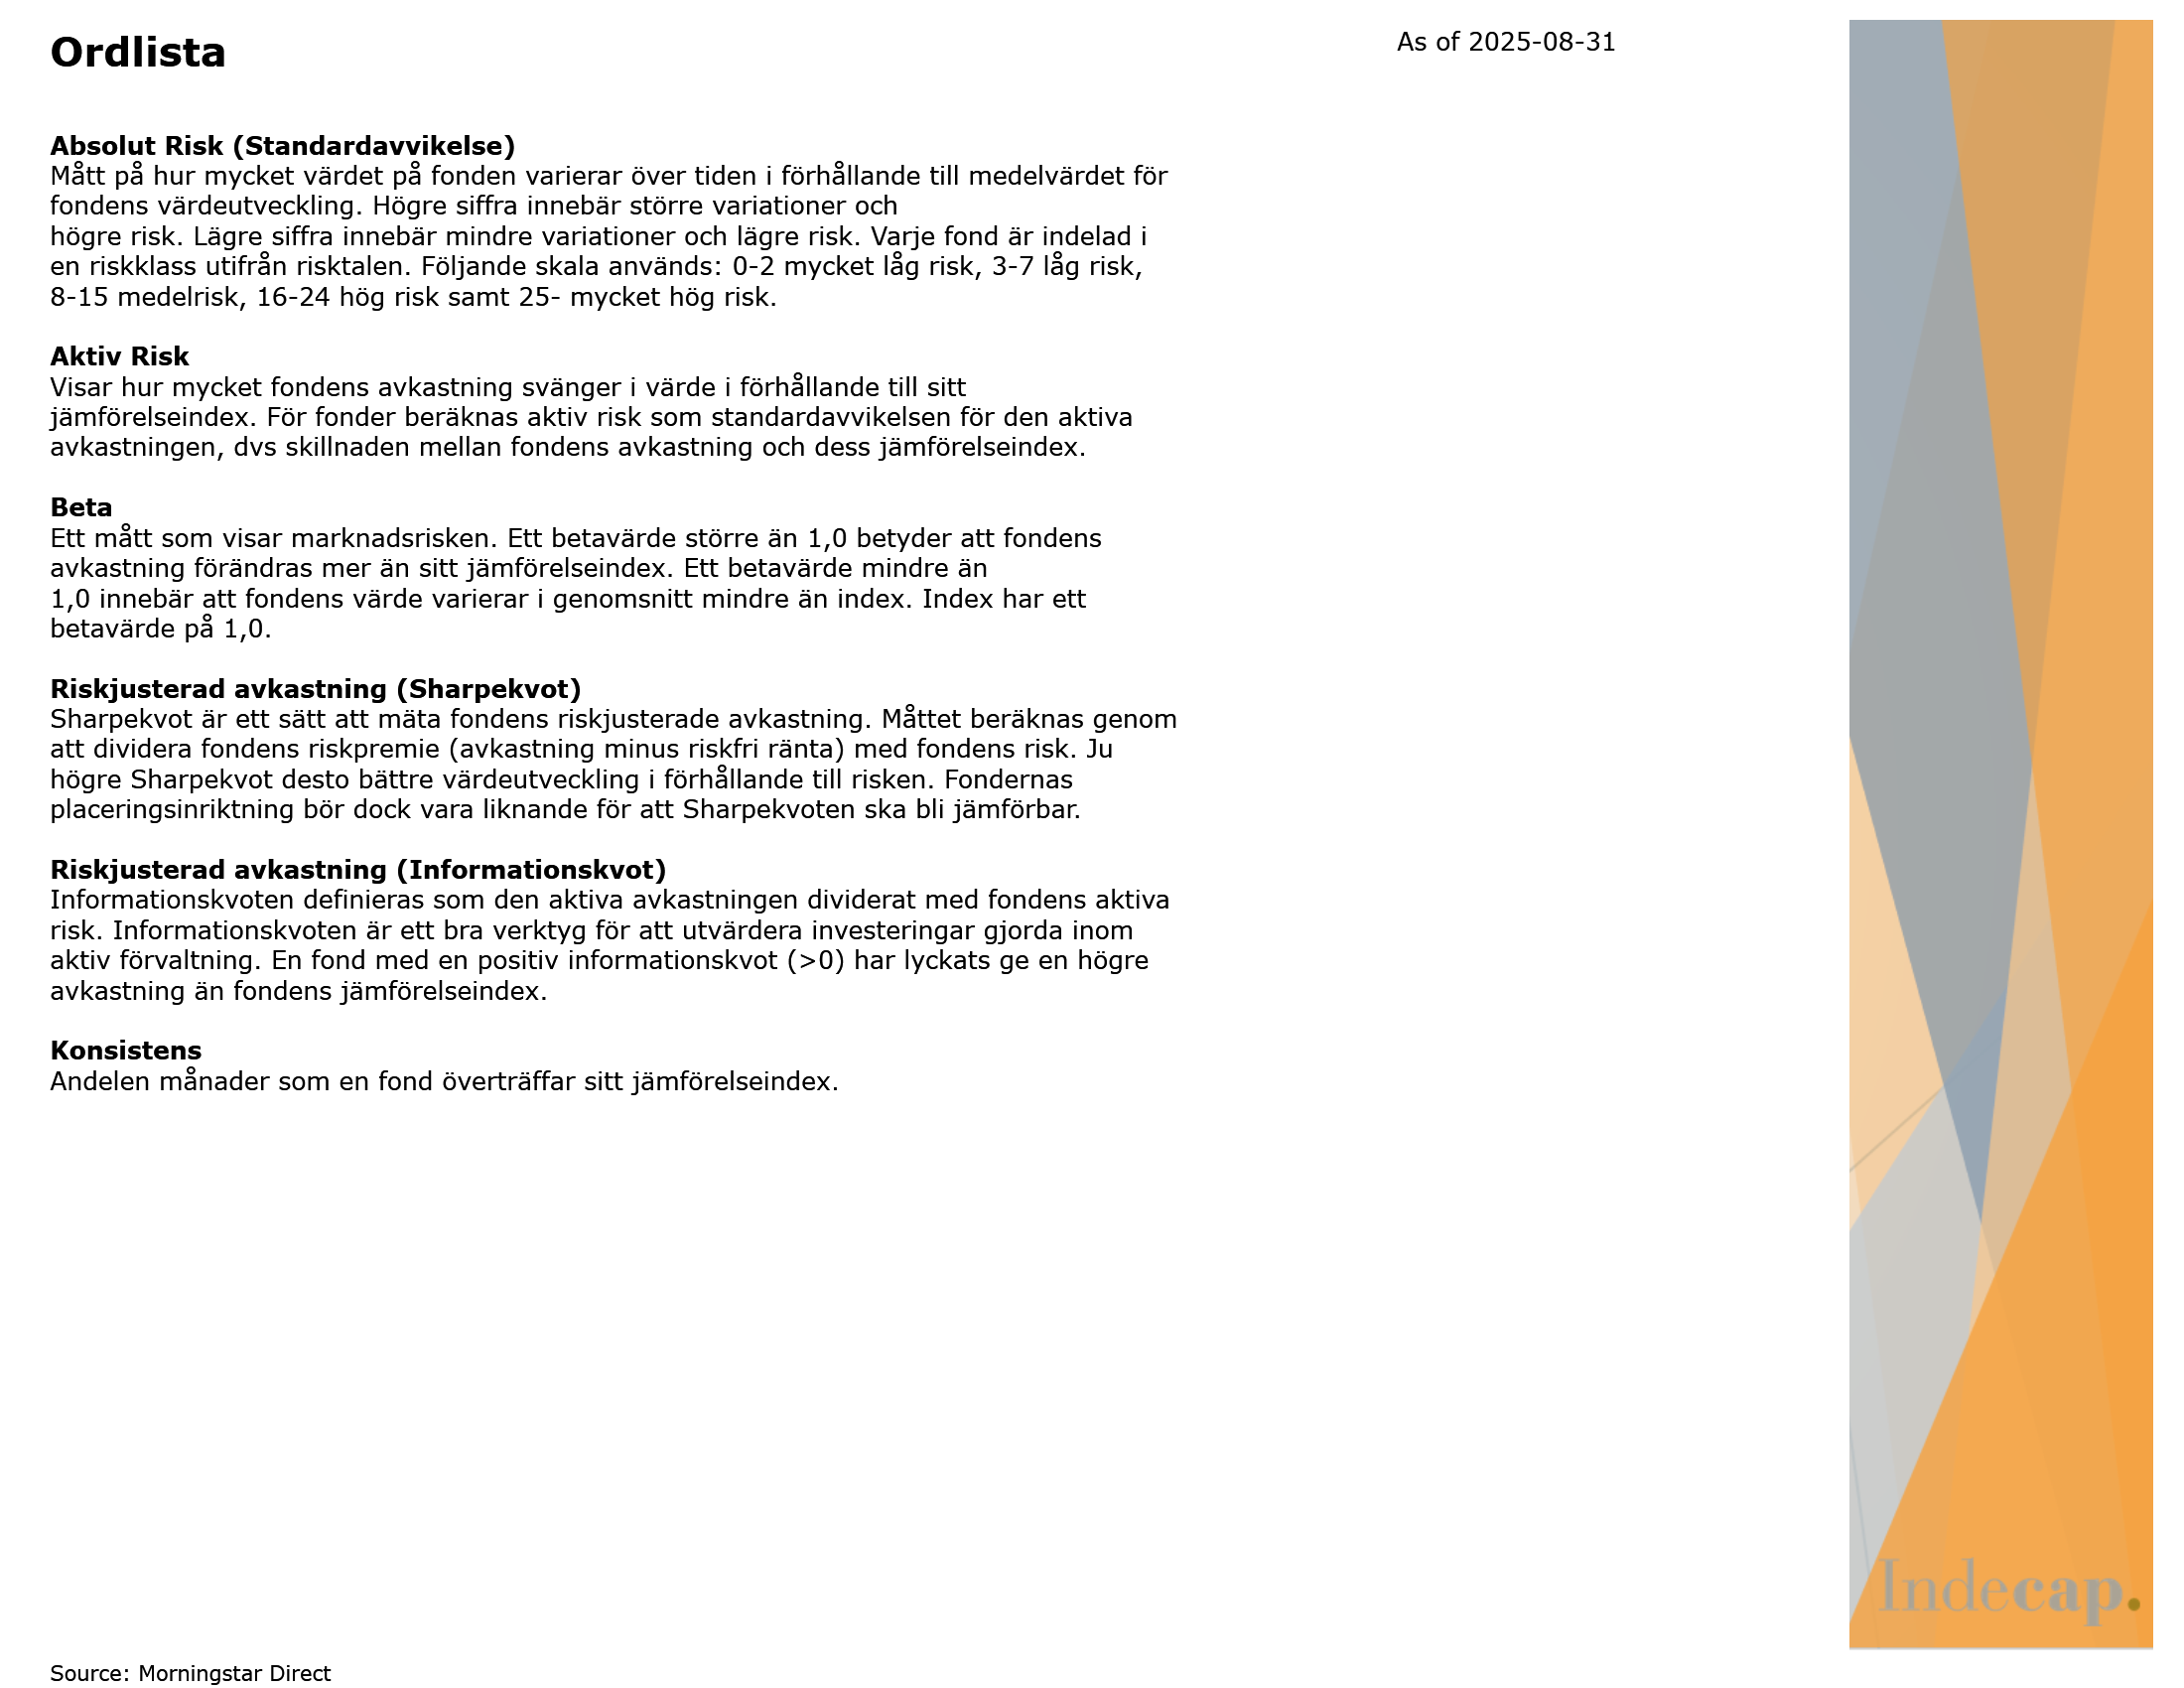 Ordlista
As of 2025-08-31
Absolut Risk (Standardavvikelse)
Mått på hur mycket värdet på fonden varierar över tiden i förhållande till medelvärdet för
fondens värdeutveckling. Högre siffra innebär större variationer och
högre risk. Lägre siffra innebär mindre variationer och lägre risk. Varje fond är indelad i
en riskklass utifrån risktalen. Följande skala används: 0-2 mycket låg risk, 3-7 låg risk,
8-15 medelrisk, 16-24 hög risk samt 25- mycket hög risk.
Aktiv Risk
Visar hur mycket fondens avkastning svänger i värde i förhållande till sitt
jämförelseindex. För fonder beräknas aktiv risk som standardavvikelsen för den aktiva
avkastningen, dvs skillnaden mellan fondens avkastning och dess jämförelseindex.
Beta
Ett mått som visar marknadsrisken. Ett betavärde större än 1,0 betyder att fondens
avkastning förändras mer än sitt jämförelseindex. Ett betavärde mindre än
1,0 innebär att fondens värde varierar i genomsnitt mindre än index. Index har ett
betavärde på 1,0.
Riskjusterad avkastning (Sharpekvot)
Sharpekvot är ett sätt att mäta fondens riskjusterade avkastning. Måttet beräknas genom
att dividera fondens riskpremie (avkastning minus riskfri ränta) med fondens risk. Ju
högre Sharpekvot desto bättre värdeutveckling i förhållande till risken. Fondernas
placeringsinriktning bör dock vara liknande för att Sharpekvoten ska bli jämförbar.
Riskjusterad avkastning (Informationskvot)
Informationskvoten definieras som den aktiva avkastningen dividerat med fondens aktiva
risk. Informationskvoten är ett bra verktyg för att utvärdera investeringar gjorda inom
aktiv förvaltning. En fond med en positiv informationskvot (>0) har lyckats ge en högre
avkastning än fondens jämförelseindex.
Konsistens
Andelen månader som en fond överträffar sitt jämförelseindex.
Indecap.
Source: Morningstar Direct